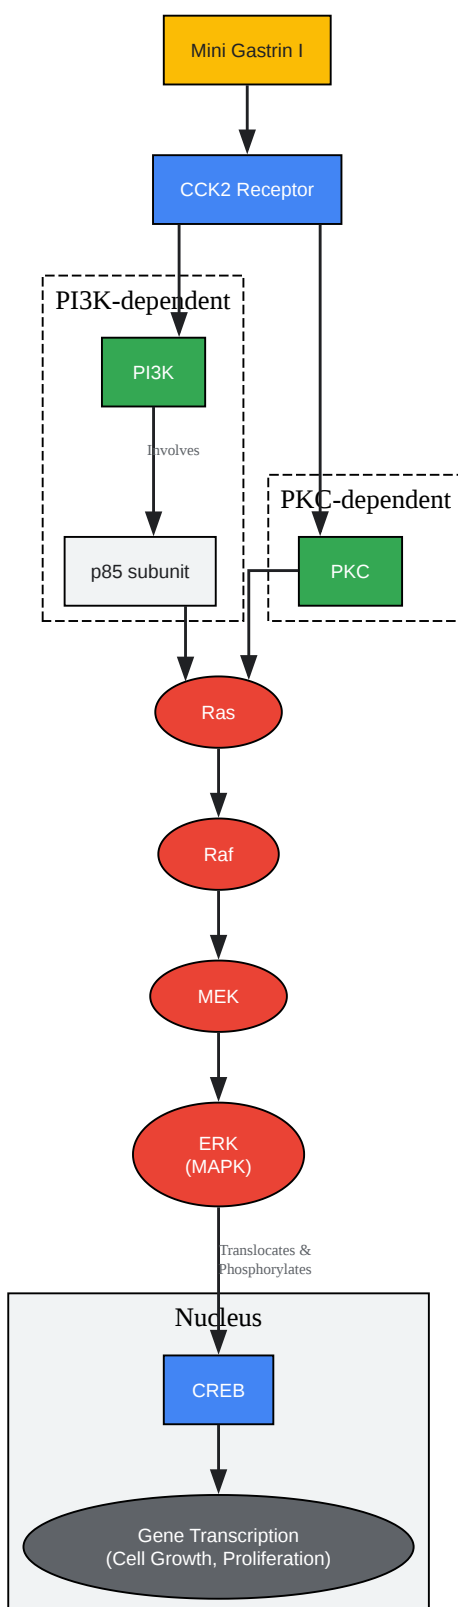 Mini Gastrin I
CCK2 Receptor
PI3K-dependent
PI3K
Involves
p85 subunit
PKC-dependent
PKC
Ras
Raf
MEK
ERK
(MAPK)
Translocates &
Phosphorylates
Nucleus
CREB
Gene Transcription
(Cell Growth, Proliferation)